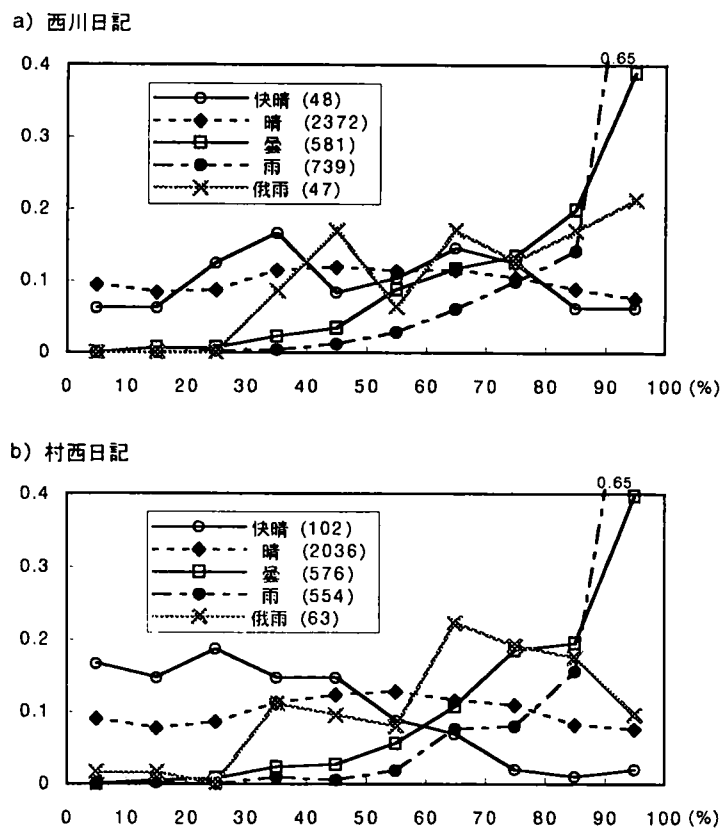 a) 西川日記
0.65
0.4
0.3
0.2
0.1
0
快晴 (48)
晴 (2372)
曇 (581)
雨 (739)
俄雨 (47)
0 10 20 30 40 50 60 70 80 90 100 (%)
b) 村西日記
0.65
0.4
0.3
0.2
0.1
0
快晴 (102)
晴 (2036)
曇 (576)
雨 (554)
俄雨 (63)
0 10 20 30 40 50 60 70 80 90 100 (%)